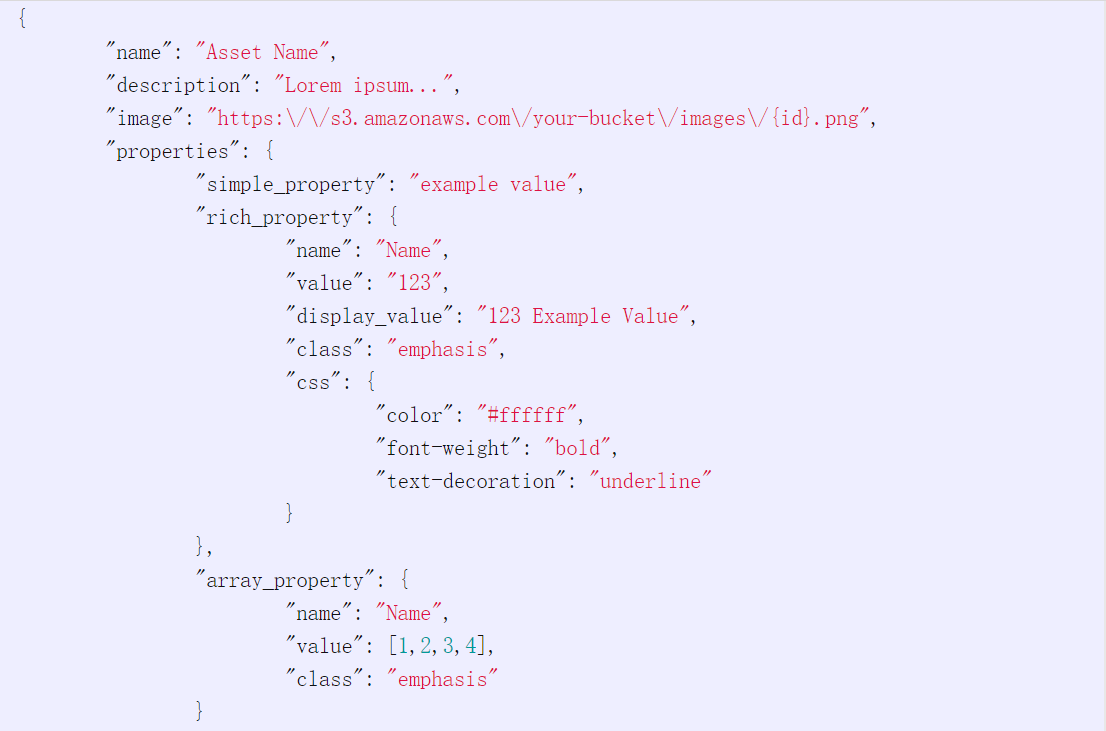 {
"name": "Asset Name",
"description": "Lorem ipsum...",
"image": "https:\/\/s3.amazonaws.com\/your-bucket\/images\/{id}.png",
"properties": {
"simple_property": "example value",
"rich_property": {
"name": "Name",
"value": "123",
"display_value": "123 Example Value",
"class": "emphasis",
"css": {
"color": "#ffffff",
"font-weight": "bold",
"text-decoration": "underline"
}
},
"array_property": {
"name": "Name",
"value": [1,2,3,4],
"class": "emphasis"
}